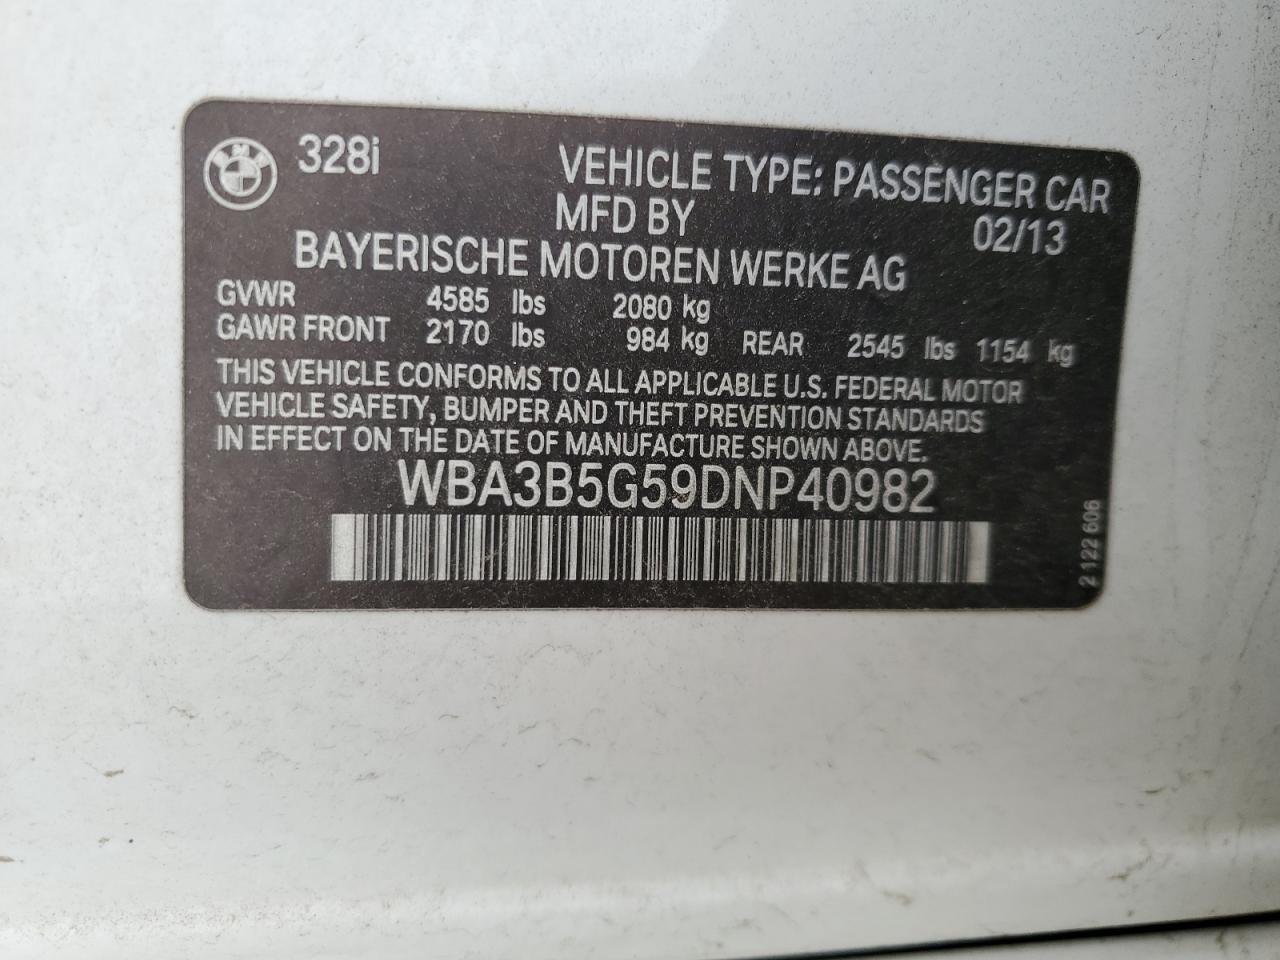 BMW
328i
VEHICLE TYPE: PASSENGER CAR
MFD BY 02/13
BAYERISCHE MOTOREN WERKE AG
GVWR 4585 lbs 2080 kg
GAWR FRONT 2170 lbs 984 kg REAR 2545 lbs 1154 kg
THIS VEHICLE CONFORMS TO ALL APPLICABLE U.S. FEDERAL MOTOR
VEHICLE SAFETY, BUMPER AND THEFT PREVENTION STANDARDS
IN EFFECT ON THE DATE OF MANUFACTURE SHOWN ABOVE.
WBA3B5G59DNP40982
2 122 606